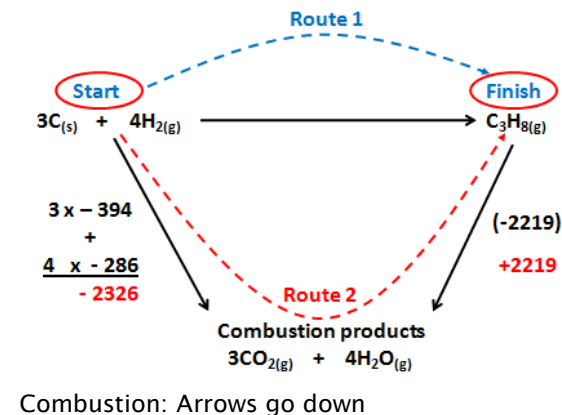 Route 1
Start
Finish
3C(s) + 4H2(g)
C3H8(g)
3 x – 394
+
4 x - 286
- 2326
(-2219)
+2219
Route 2
Combustion products
3CO2(g) + 4H2O(g)
Combustion: Arrows go down